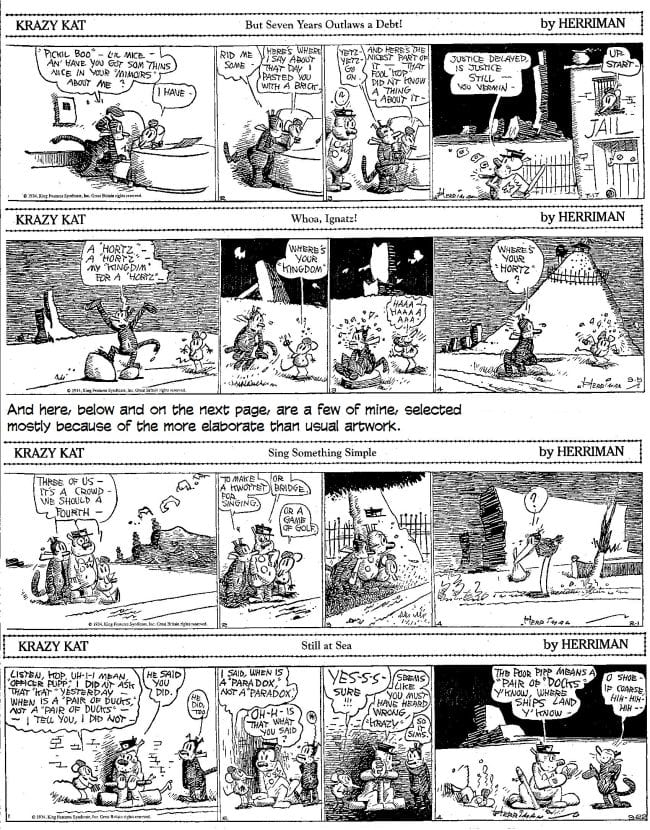 KRAZY KAT
But Seven Years Outlaws a Debt!
by HERRIMAN
"PICKIL BOO" - LI'L MICE -
AN' HAVE YOU GOT SOM THINS
NICE IN YOUR "MIMORS"
ABOUT ME ?
I HAVE -
© 1934, King Features Syndicate, Inc. Great Britain rights reserved.
RID ME
SOME -
HERE'S WHERE
I SAY ABOUT
THAT DAY I
PASTED YOU
WITH A BRICK.
YETZ-
YETZ-
GO
ON
AND HERE'S THE
NICEST PART OF
IT - THAT
FOOL "KOP"
DIDN'T KNOW
A THING
ABOUT IT -
JUSTICE DELAYED,
IS JUSTICE
STILL -
YOU VERMIN -
UP-
START -
JAIL
HERRIMAN
KRAZY KAT
Whoa, Ignatz!
by HERRIMAN
A "HORTZ" -
A "HORTZ" -
MY "KINGDIM"
FOR A "HORTZ" -
© 1934, King Features Syndicate, Inc. Great Britain rights reserved.
WHERE'S
YOUR
"KINGDOM"
?
HAAA
HAAAA
AAA
WHERE'S
YOUR
"HORTZ"
?
HERRIMAN
And here, below and on the next page, are a few of mine, selected
mostly because of the more elaborate than usual artwork.
KRAZY KAT
Sing Something Simple
by HERRIMAN
THREE OF US -
IT'S A CROWD -
WE SHOULD A
FOURTH -
© 1934, King Features Syndicate, Inc. Great Britain rights reserved.
TO MAKE
A KWOTTET
FOR
SINGING.
OR
BRIDGE.
OR A
GAME
OF GOLF.
?
HERRIMAN
KRAZY KAT
Still at Sea
by HERRIMAN
LISTEN, KOP, UH-I-I MEAN
OFFICER PUPP, I DIDN'T ASK
THAT "KAT" YESTERDAY -
WHEN IS A "PAIR OF DUCKS",
NOT A "PAIR OF DUCKS" -
- I TELL YOU, I DID NOT -
HE SAID
YOU
DID.
HE
DID,
TOO
© 1934, King Features Syndicate, Inc. Great Britain rights reserved.
I SAID, WHEN IS
A "PARADOX,"
NOT A "PARADOX,"
OH-H- IS
THAT WHAT
YOU SAID
?
YES-S-S-
SURE !!!
SEEMS
LIKE
YOU MUST
HAVE HEARD
WRONG,
"KRAZY"
SO
IT
SIMS.
THE POOR PIPP MEANS A
"PAIR OF "DOCKS"
Y'KNOW, WHERE
SHIPS LAND
Y'KNOW -
O SHOE -
IF COARSE
HIH-HIH-
HIH -
HERRIMAN